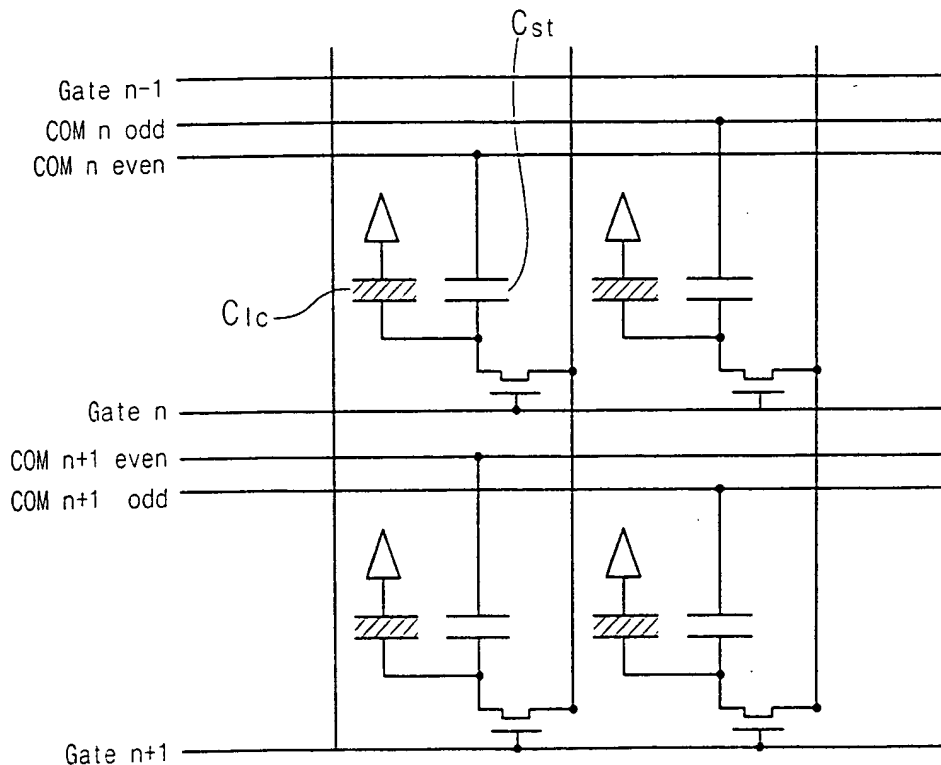 Cst
Gate n-1
COM n odd
COM n even
Clc
Gate n
COM n+1 even
COM n+1 odd
Gate n+1